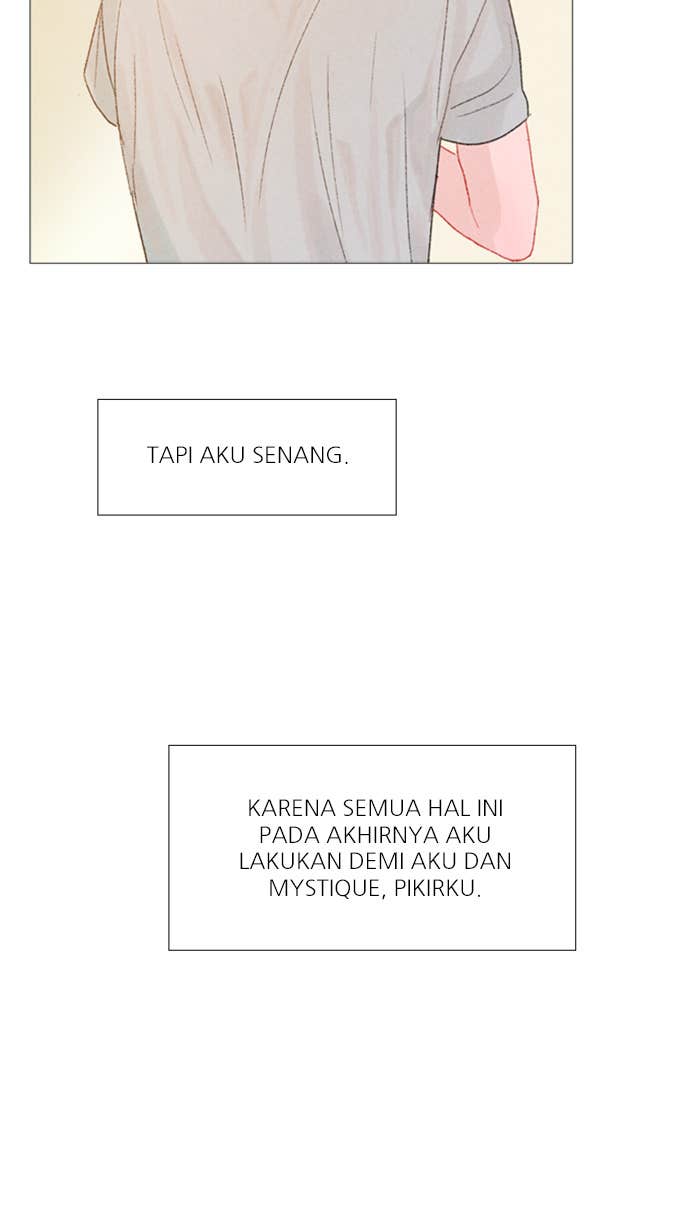 TAPI AKU SENANG.
KARENA SEMUA HAL INI
PADA AKHIRNYA AKU
LAKUKAN DEMI AKU DAN
MYSTIQUE, PIKIRKU.